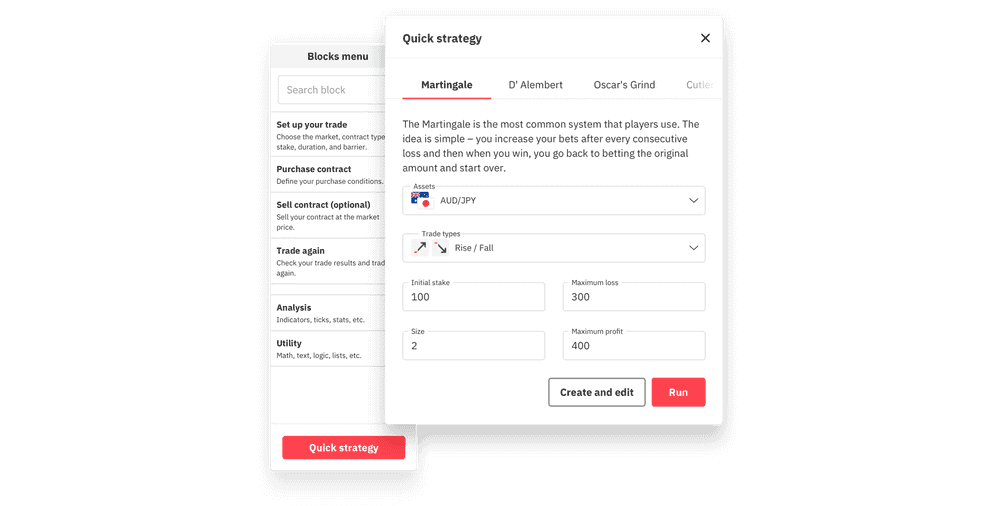 Blocks menu
Search block
Set up your trade
Choose the market, contract type
stake, duration, and barrier.
Purchase contract
Define your purchase conditions.
Sell contract (optional)
Sell your contract at the market
price.
Trade again
Check your trade results and trad
again.
Analysis
Indicators, ticks, stats, etc.
Utility
Math, text, logic, lists, etc.
Quick strategy
Quick strategy
Martingale
D' Alembert
Oscar's Grind
The Martingale is the most common system that players use. The
idea is simple – you increase your bets after every consecutive
loss and then when you win, you go back to betting the original
amount and start over.
Assets
AUD/JPY
Trade types
Rise / Fall
Initial stake
100
Maximum loss
300
Size
2
Maximum profit
400
Create and edit
Run